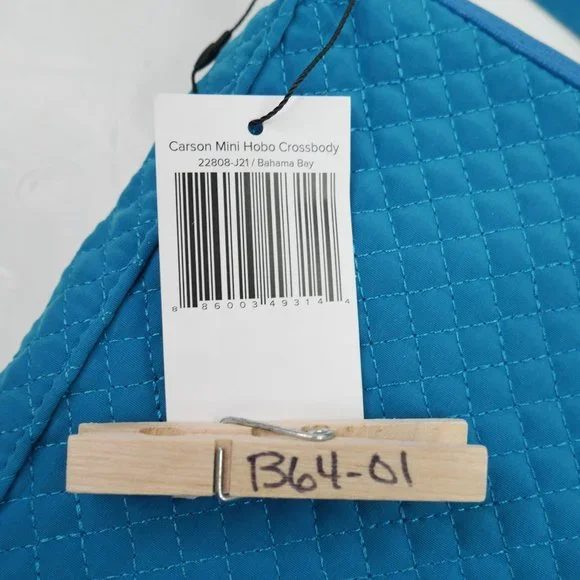 Carson Mini Hobo Crossbody
22808-J21 / Bahama Bay
8 86003 49314 4
B64-01